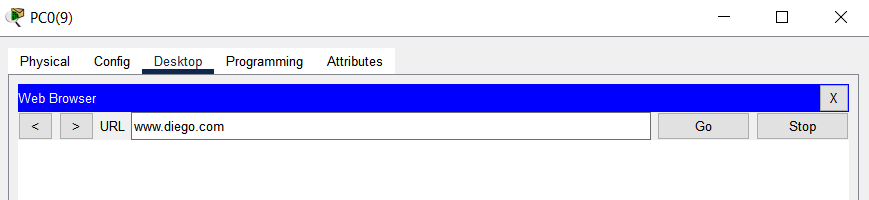 PC0(9)
Physical Config Desktop Programming Attributes
Web Browser X
< > URL www.diego.com Go Stop